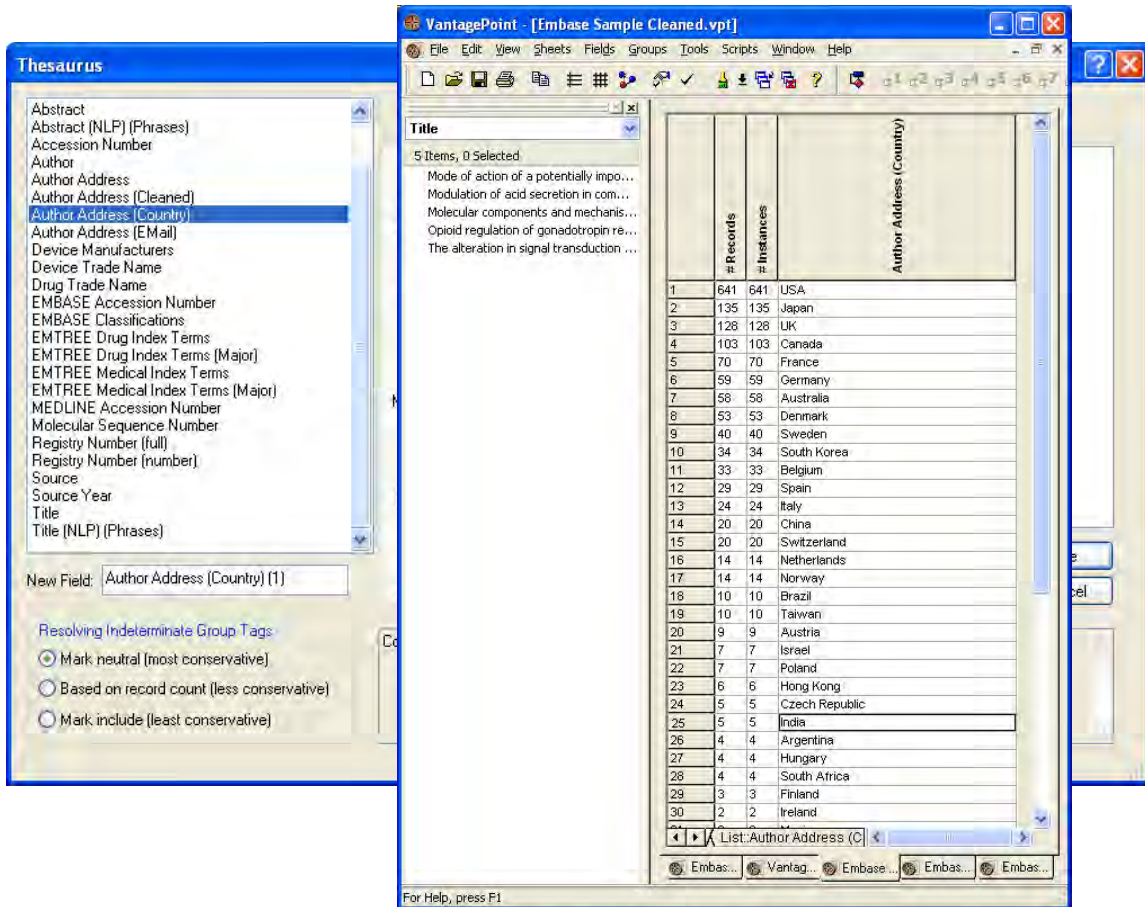 Thesaurus
Abstract
Abstract (NLP) (Phrases)
Accession Number
Author
Author Address
Author Address (Cleaned)
Author Address (Country)
Author Address (EMail)
Device Manufacturers
Device Trade Name
Drug Trade Name
EMBASE Accession Number
EMBASE Classifications
EMTREE Drug Index Terms
EMTREE Drug Index Terms (Major)
EMTREE Medical Index Terms
EMTREE Medical Index Terms (Major)
MEDLINE Accession Number
Molecular Sequence Number
Registry Number (full)
Registry Number (number)
Source
Source Year
Title
Title (NLP) (Phrases)
New Field: Author Address (Country) (1)
Resolving Indeterminate Group Tags
Mark neutral (most conservative)
Based on record count (less conservative)
Mark include (least conservative)
VantagePoint - [Embase Sample Cleaned.vpt]
File Edit View Sheets Fields Groups Tools Scripts Window Help
Title
5 Items, 0 Selected
Mode of action of a potentially impo...
Modulation of acid secretion in com...
Molecular components and mechanis...
Opioid regulation of gonadotropin re...
The alteration in signal transduction ...
# Records # Instances Author Address (Country)
1 641 641 USA
2 135 135 Japan
3 128 128 UK
4 103 103 Canada
5 70 70 France
6 59 59 Germany
7 58 58 Australia
8 53 53 Denmark
9 40 40 Sweden
10 34 34 South Korea
11 33 33 Belgium
12 29 29 Spain
13 24 24 Italy
14 20 20 China
15 20 20 Switzerland
16 14 14 Netherlands
17 14 14 Norway
18 10 10 Brazil
19 10 10 Taiwan
20 9 9 Austria
21 7 7 Israel
22 7 7 Poland
23 6 6 Hong Kong
24 5 5 Czech Republic
25 5 5 India
26 4 4 Argentina
27 4 4 Hungary
28 4 4 South Africa
29 3 3 Finland
30 2 2 Ireland
List::Author Address (C
Embas... Vantag... Embase ... Embas... Embas...
For Help, press F1